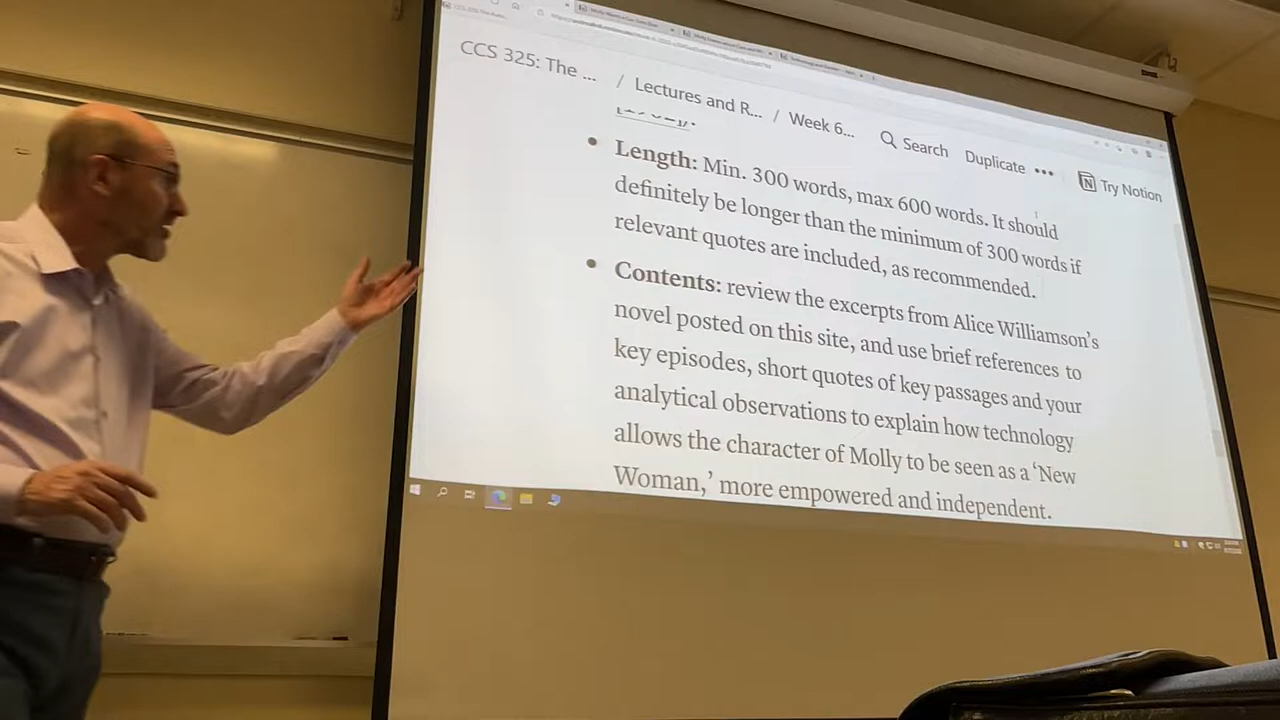 CCS 325: The ... / Lectures and R... / Week 6... Search Duplicate ••• Try Notion
• Length: Min. 300 words, max 600 words. It should
definitely be longer than the minimum of 300 words if
relevant quotes are included, as recommended.
• Contents: review the excerpts from Alice Williamson's
novel posted on this site, and use brief references to
key episodes, short quotes of key passages and your
analytical observations to explain how technology
allows the character of Molly to be seen as a 'New
Woman,' more empowered and independent.